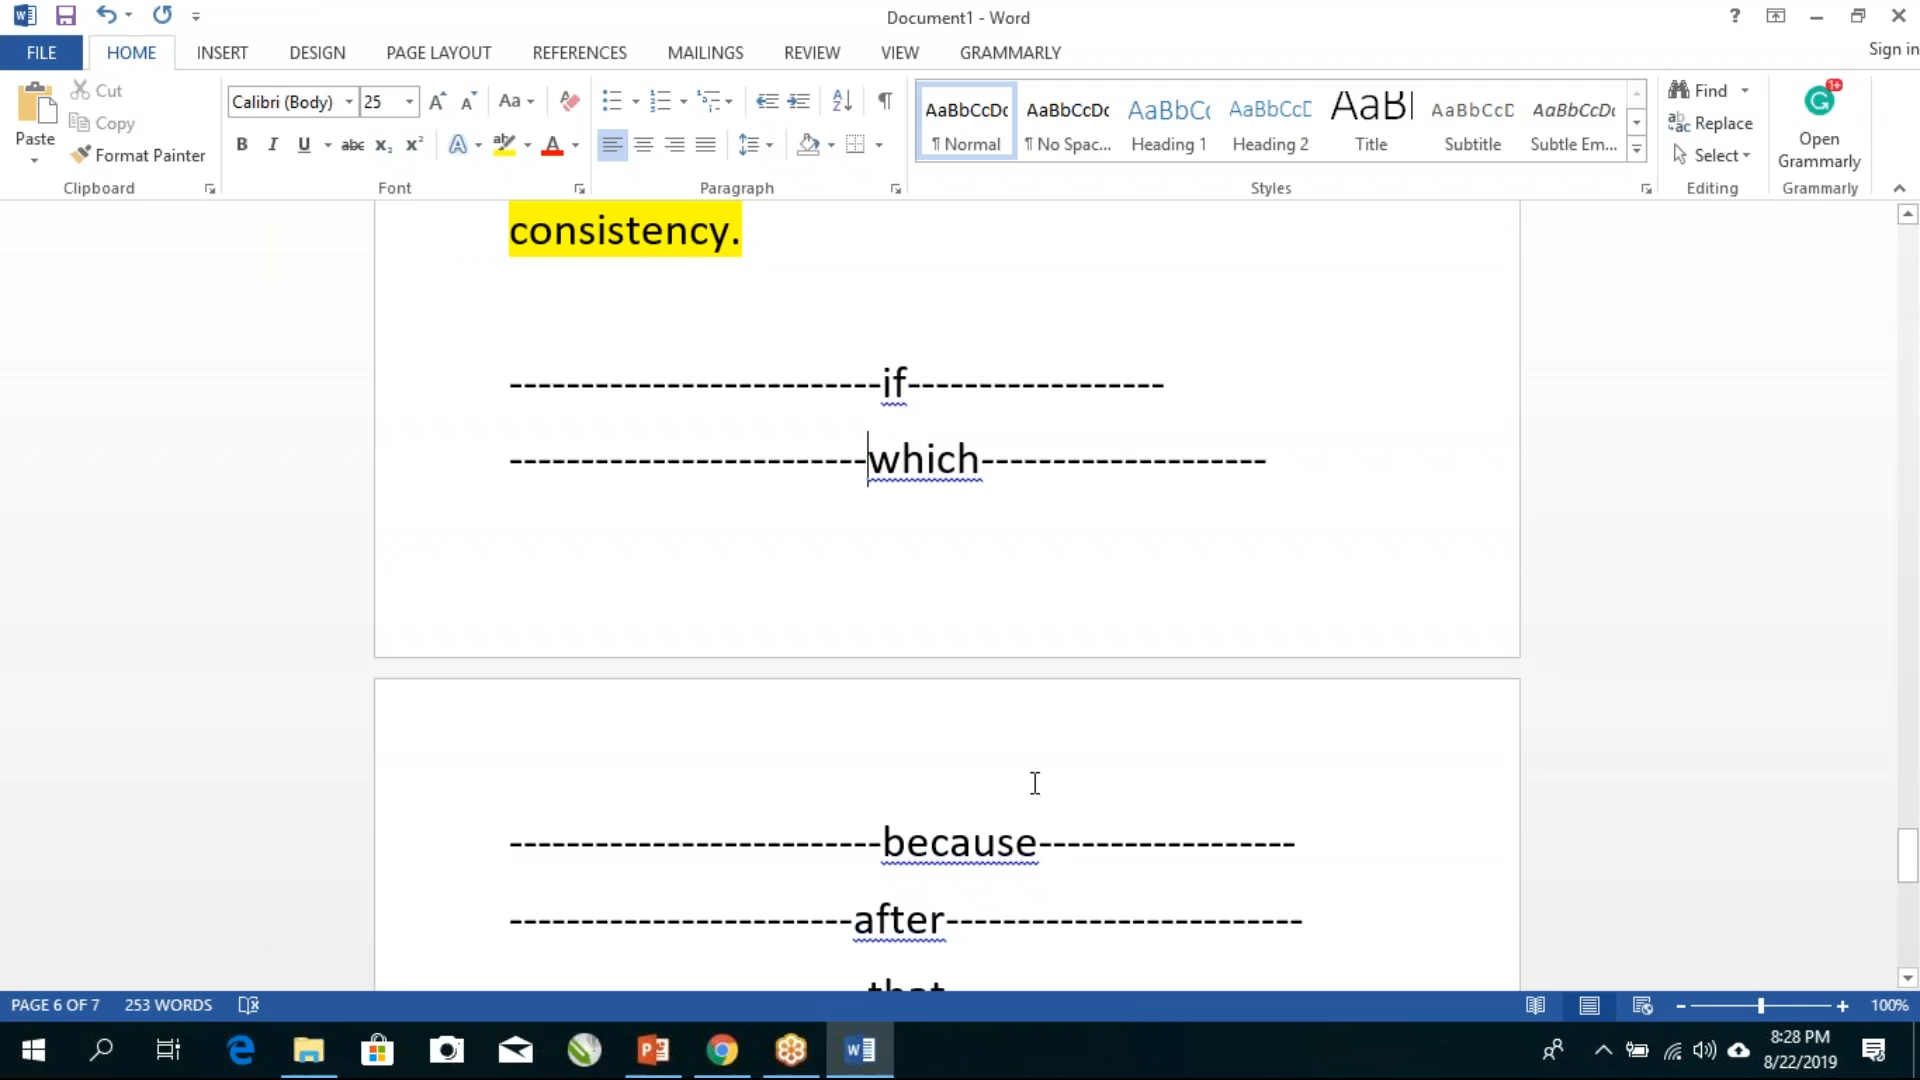 Document1 - Word
?
Sign in
FILE HOME INSERT DESIGN PAGE LAYOUT REFERENCES MAILINGS REVIEW VIEW GRAMMARLY
Paste
Cut
Copy
Format Painter
Clipboard
Calibri (Body) 25
Font
Paragraph
AaBbCcDc AaBbCcDc AaBbCc AaBbCcD AaBl AaBbCcD AaBbCcDc
¶ Normal ¶ No Spac... Heading 1 Heading 2 Title Subtitle Subtle Em...
Styles
Find
Replace
Select
Editing
Open
Grammarly
Grammarly
consistency.
--------------------------if------------------
-------------------------which--------------------
--------------------------because------------------
------------------------after-------------------------
that
PAGE 6 OF 7 253 WORDS 100%
8:28 PM
8/22/2019